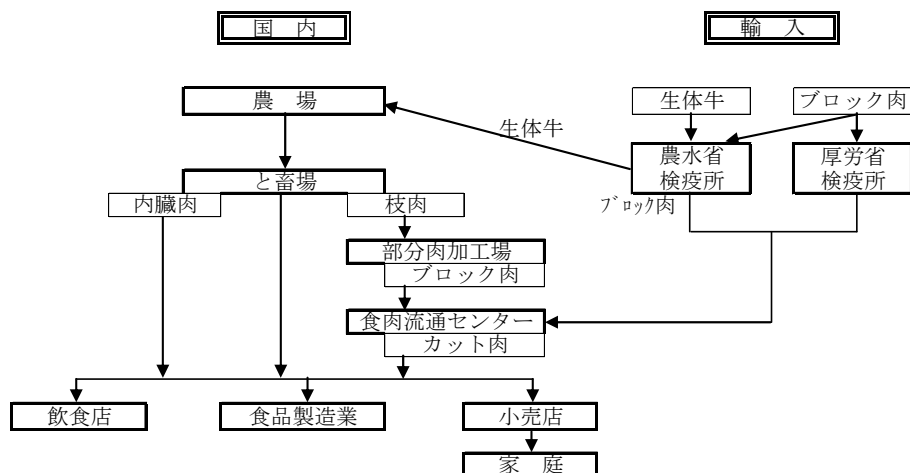 国　内
輸　入
農　場
生体牛
ブロック肉
生体牛
農水省
検疫所
厚労省
検疫所
と畜場
内臓肉
枝肉
ブロック肉
部分肉加工場
ブロック肉
食肉流通センター
カット肉
飲食店
食品製造業
小売店
家　庭